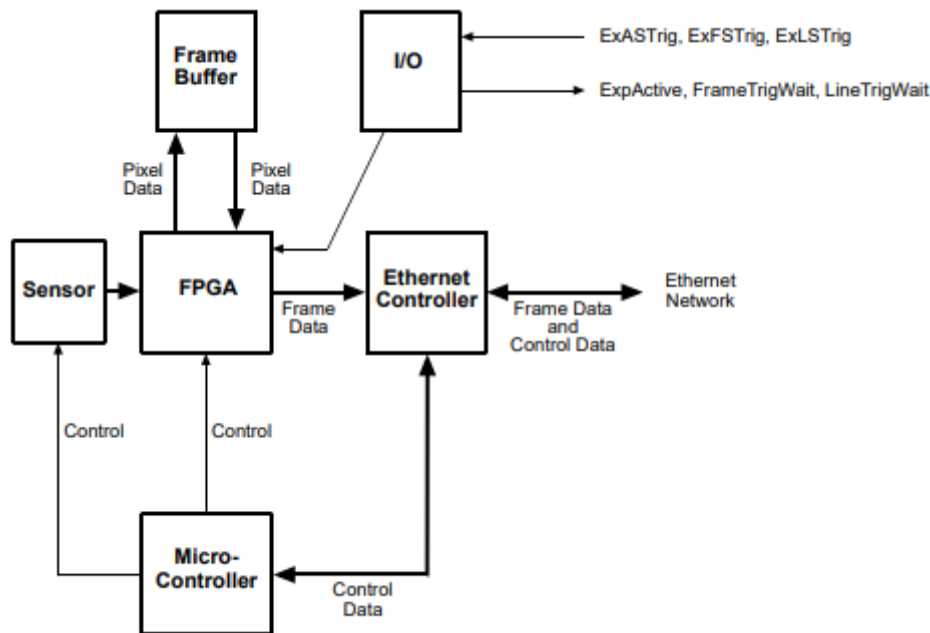 Frame
Buffer
I/O
ExASTrig, ExFSTrig, ExLSTrig
ExpActive, FrameTrigWait, LineTrigWait
Pixel
Data
Pixel
Data
Sensor
FPGA
Ethernet
Controller
Frame
Data
Frame Data
and
Control Data
Ethernet
Network
Control
Control
Micro-
Controller
Control
Data